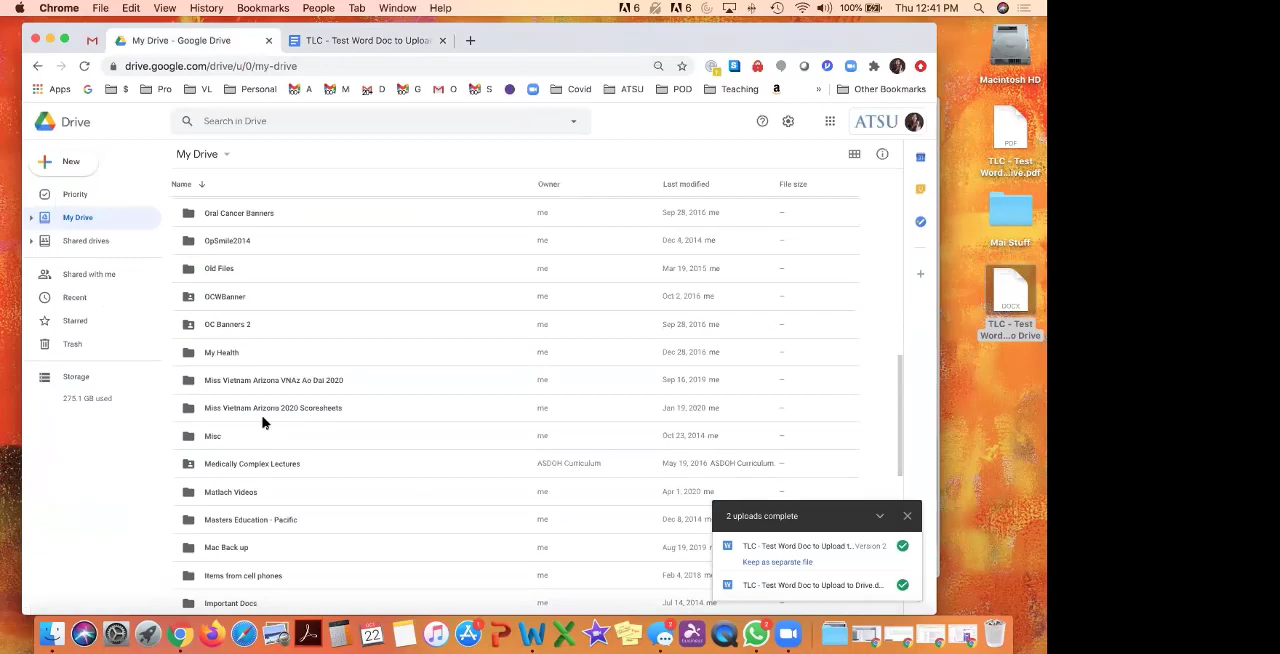 Chrome File Edit View History Bookmarks People Tab Window Help
6 6 100% Thu 12:41 PM
My Drive - Google Drive
TLC - Test Word Doc to Uploa
drive.google.com/drive/u/0/my-drive
Apps $ Pro VL Personal A M D G O S Covid ATSU POD Teaching » Other Bookmarks
Drive
Search in Drive
ATSU
New
Priority
My Drive
Shared drives
Shared with me
Recent
Starred
Trash
Storage
275.1 GB used
My Drive
Name Owner Last modified File size
Oral Cancer Banners me Sep 28, 2016 me –
OpSmile2014 me Dec 4, 2014 me –
Old Files me Mar 19, 2015 me –
OCWBanner me Oct 2, 2016 me –
OC Banners 2 me Sep 28, 2016 me –
My Health me Dec 28, 2016 me –
Miss Vietnam Arizona VNAz Ao Dai 2020 me Sep 16, 2019 me –
Miss Vietnam Arizona 2020 Scoresheets me Jan 19, 2020 me –
Misc me Oct 23, 2014 me –
Medically Complex Lectures ASDOH Curriculum May 19, 2016 ASDOH Curriculum –
Matlach Videos me Apr 1, 2020 me
Masters Education - Pacific me Dec 8, 2014 me
Mac Back up me Aug 19, 2019 me
Items from cell phones me Feb 4, 2018 me
Important Docs me Jul 14, 2014 me
2 uploads complete
TLC - Test Word Doc to Upload t... Version 2
Keep as separate file
TLC - Test Word Doc to Upload to Drive.d...
Macintosh HD
PDF
TLC - Test
Word...ive.pdf
Mai Stuff
DOCX
TLC - Test
Word...o Drive
OCT
22